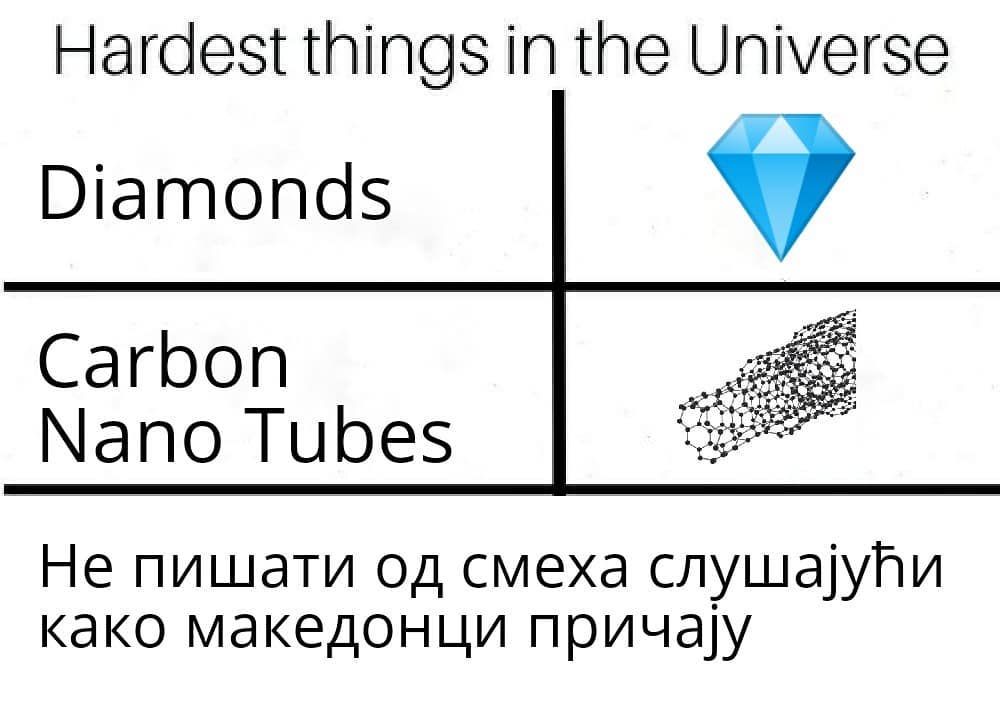 Hardest things in the Universe
Diamonds
Carbon
Nano Tubes
Не пишати од смеха слушајући
како македонци причају